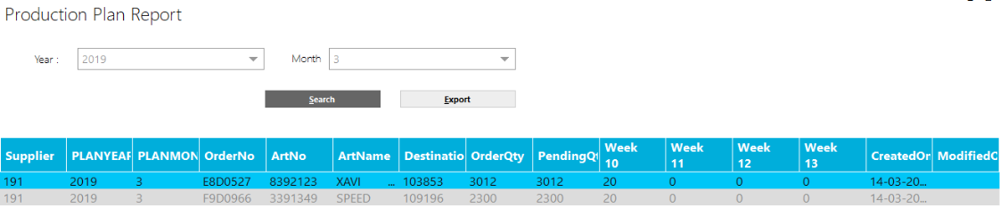 Production Plan Report
Year : 2019 Month 3
Search Export
Supplier PLANYEAR PLANMON OrderNo ArtNo ArtName Destinatio OrderQty PendingQt Week 10 Week 11 Week 12 Week 13 CreatedOn ModifiedO
191 2019 3 E8D0527 8392123 XAVI ... 103853 3012 3012 20 0 0 0 14-03-20...
191 2019 3 F9D0966 3391349 SPEED 109196 2300 2300 20 0 0 0 14-03-20...